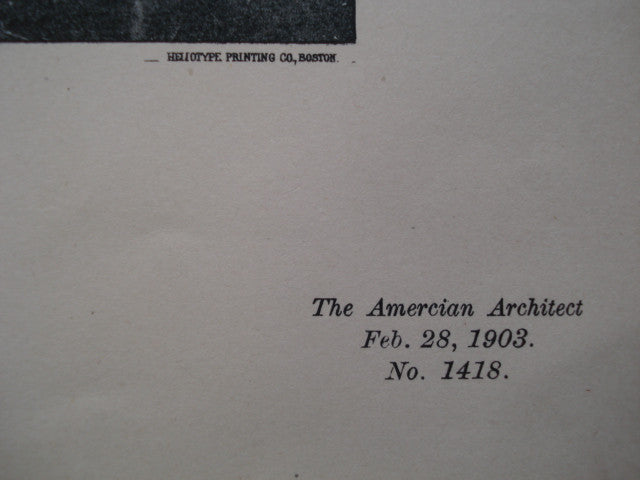 HELIOTYPE PRINTING CO., BOSTON.
The Amercian Architect
Feb. 28, 1903.
No. 1418.